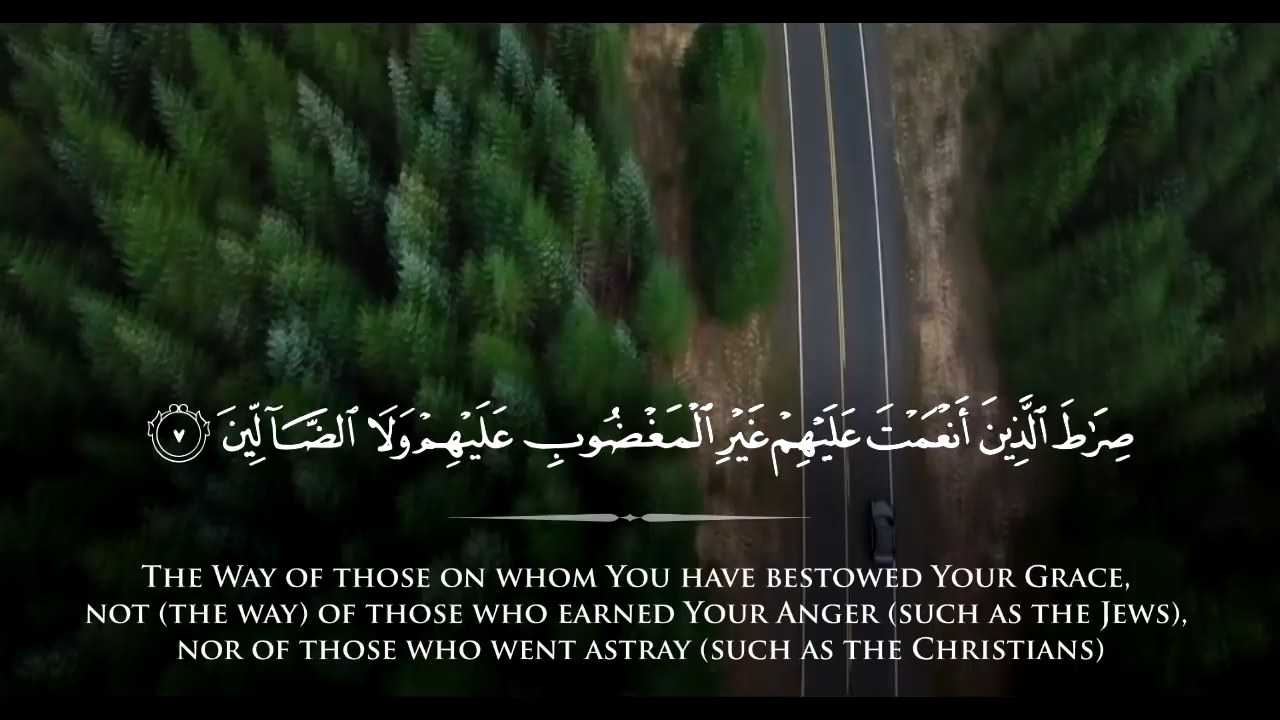 صِرَٰطَ ٱلَّذِينَ أَنْعَمْتَ عَلَيْهِمْ غَيْرِ ٱلْمَغْضُوبِ عَلَيْهِمْ وَلَا ٱلضَّآلِّينَ ٧
The Way of those on whom You have bestowed Your Grace,
not (the way) of those who earned Your Anger (such as the Jews),
nor of those who went astray (such as the Christians)